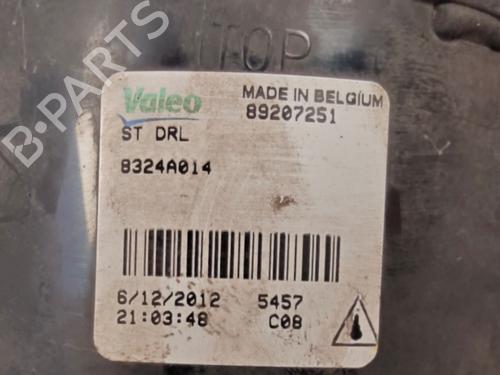 TOP
B-PARTS
Valeo
MADE IN BELGIUM
89207251
ST DRL
8324A014
6/12/2012 5457
21:03:48 C08